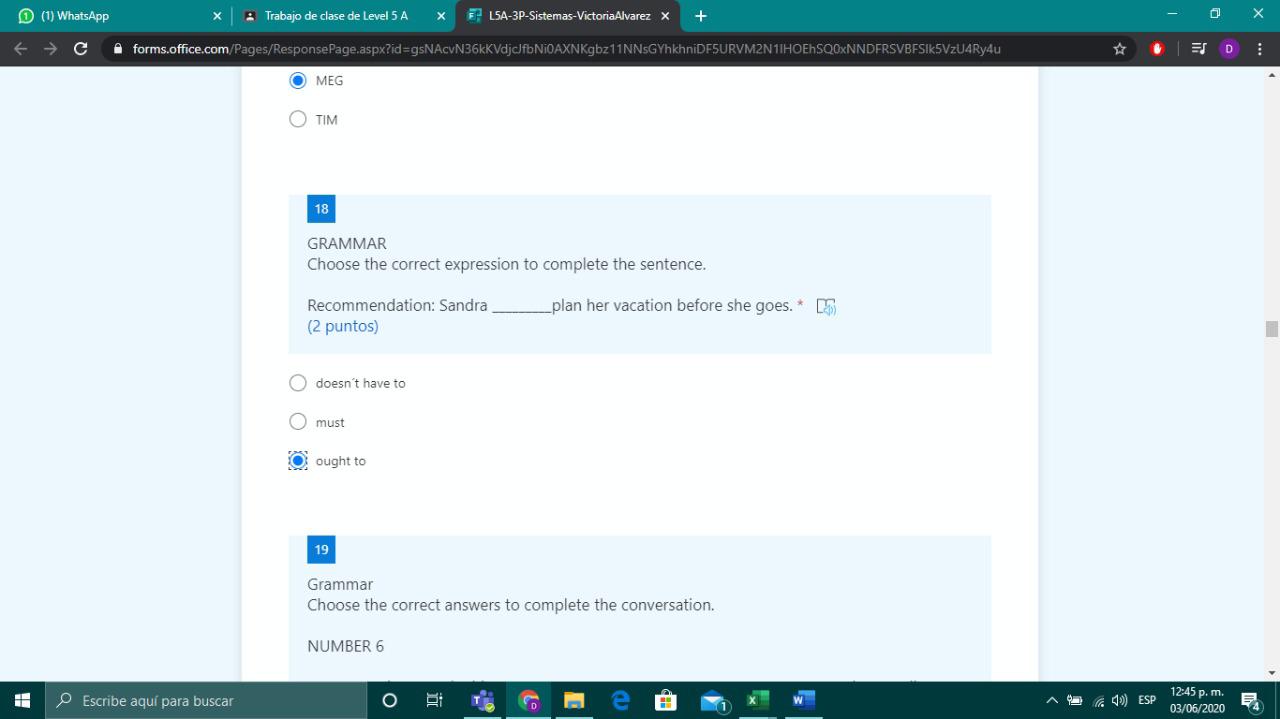 (1) WhatsApp
Trabajo de clase de Level 5 A
L5A-3P-Sistemas-VictoriaAlvarez
forms.office.com/Pages/ResponsePage.aspx?id=gsNAcvN36kKVdjcJfbNi0AXNKgbz11NNsGYhkhniDF5URVM2N1lHOEhSQ0xNNDFRSVBFSlk5VzU4Ry4u
D
MEG
TIM
18
GRAMMAR
Choose the correct expression to complete the sentence.
Recommendation: Sandra _________plan her vacation before she goes. *
(2 puntos)
doesn´t have to
must
ought to
19
Grammar
Choose the correct answers to complete the conversation.
NUMBER 6
Escribe aquí para buscar
ESP
12:45 p. m.
03/06/2020